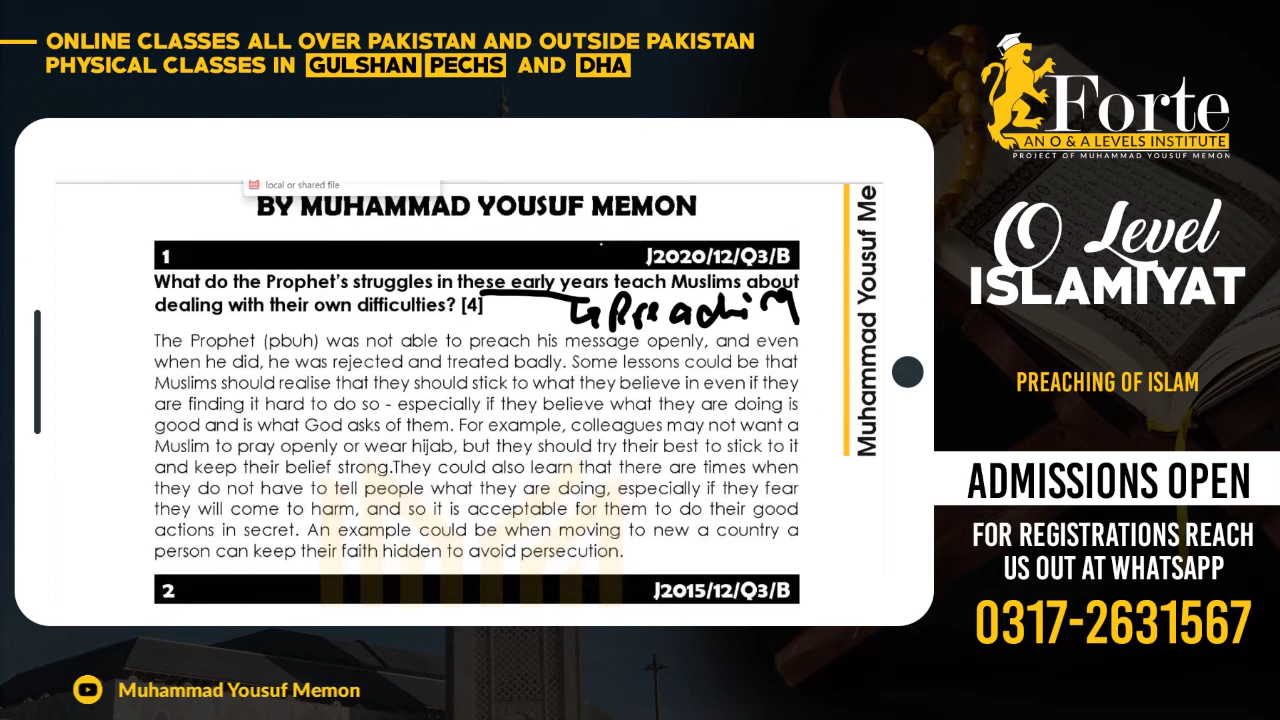 ONLINE CLASSES ALL OVER PAKISTAN AND OUTSIDE PAKISTAN
PHYSICAL CLASSES IN GULSHAN PECHS AND DHA
Forte
AN O & A LEVELS INSTITUTE
PROJECT OF MUHAMMAD YOUSUF MEMON
local or shared file
BY MUHAMMAD YOUSUF MEMON
1 J2020/12/Q3/B
What do the Prophet's struggles in these early years teach Muslims about
dealing with their own difficulties? [4]
Preaching
The Prophet (pbuh) was not able to preach his message openly, and even
when he did, he was rejected and treated badly. Some lessons could be that
Muslims should realise that they should stick to what they believe in even if they
are finding it hard to do so - especially if they believe what they are doing is
good and is what God asks of them. For example, colleagues may not want a
Muslim to pray openly or wear hijab, but they should try their best to stick to it
and keep their belief strong.They could also learn that there are times when
they do not have to tell people what they are doing, especially if they fear
they will come to harm, and so it is acceptable for them to do their good
actions in secret. An example could be when moving to new a country a
person can keep their faith hidden to avoid persecution.
2 J2015/12/Q3/B
Muhammad Yousuf Me
O Level
ISLAMIYAT
PREACHING OF ISLAM
ADMISSIONS OPEN
FOR REGISTRATIONS REACH
US OUT AT WHATSAPP
0317-2631567
Muhammad Yousuf Memon